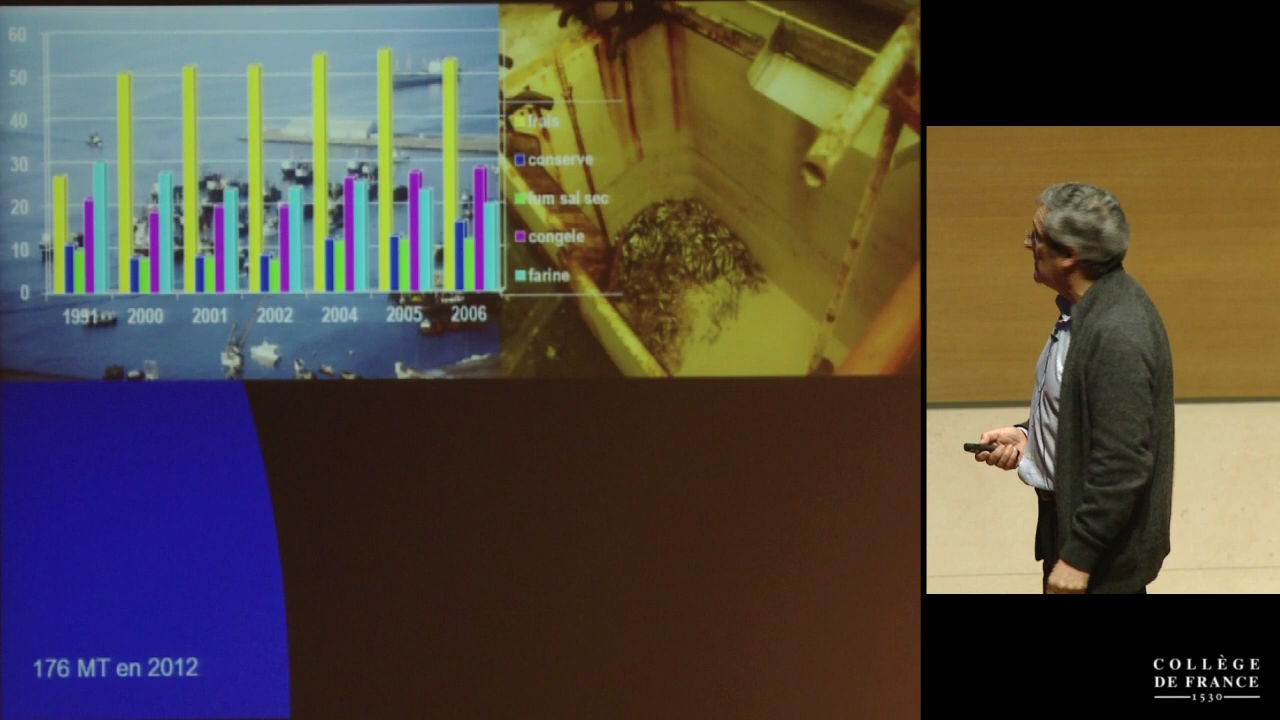 60
50
40
30
20
10
0
1991 2000 2001 2002 2004 2005 2006
frais
conserve
fum sal sec
congele
farine
176 MT en 2012
COLLÈGE
DE FRANCE
1530